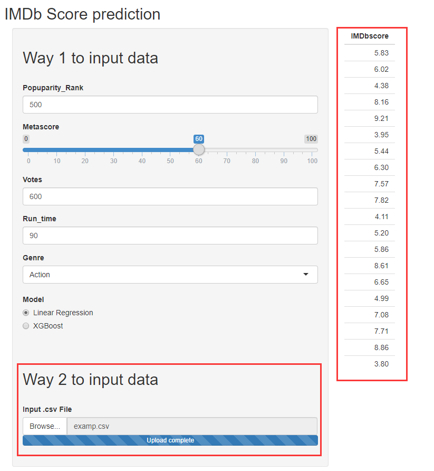 IMDb Score prediction
Way 1 to input data
Popuparity_Rank
500
Metascore
0 60 100
0 10 20 30 40 50 60 70 80 90 100
Votes
600
Run_time
90
Genre
Action
Model
Linear Regression
XGBoost
Way 2 to input data
Input .csv File
Browse... examp.csv
Upload complete
IMDbscore
5.83
6.02
4.38
8.16
9.21
3.95
5.44
6.30
7.57
7.82
4.11
5.20
5.86
8.61
6.65
4.99
7.08
7.71
8.86
3.80